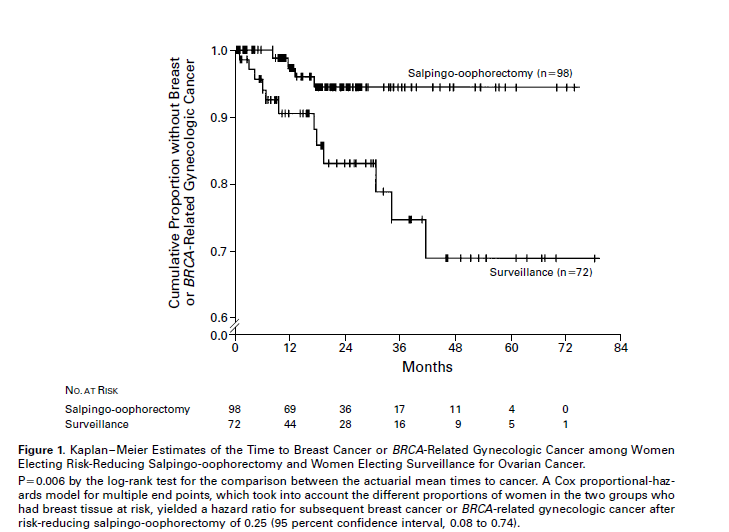 Cumulative Proportion without Breast
or BRCA-Related Gynecologic Cancer
1.0
0.9
0.8
0.7
0.6
0.0
Salpingo-oophorectomy (n=98)
Surveillance (n=72)
0 12 24 36 48 60 72 84
Months
NO. AT RISK
Salpingo-oophorectomy 98 69 36 17 11 4 0
Surveillance 72 44 28 16 9 5 1
Figure 1. Kaplan–Meier Estimates of the Time to Breast Cancer or BRCA-Related Gynecologic Cancer among Women
Electing Risk-Reducing Salpingo-oophorectomy and Women Electing Surveillance for Ovarian Cancer.
P=0.006 by the log-rank test for the comparison between the actuarial mean times to cancer. A Cox proportional-haz-
ards model for multiple end points, which took into account the different proportions of women in the two groups who
had breast tissue at risk, yielded a hazard ratio for subsequent breast cancer or BRCA-related gynecologic cancer after
risk-reducing salpingo-oophorectomy of 0.25 (95 percent confidence interval, 0.08 to 0.74).